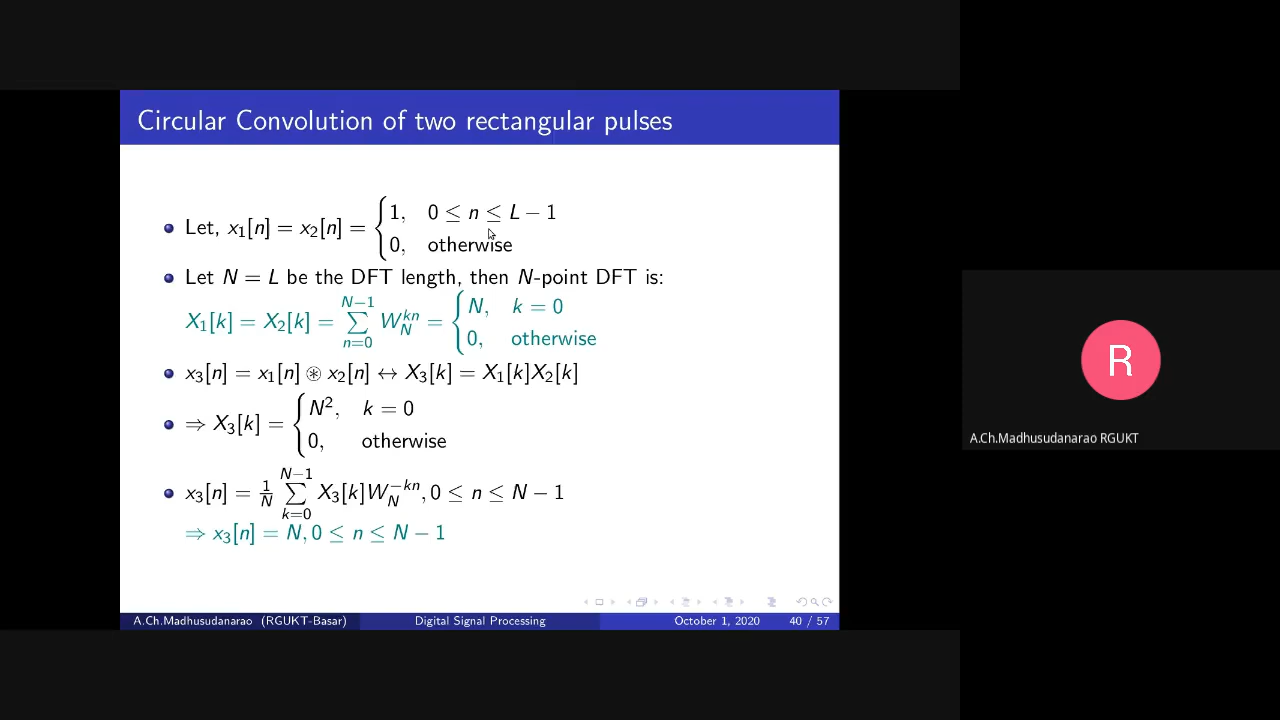 Circular Convolution of two rectangular pulses
Let, x₁[n] = x₂[n] = { 1, 0 ≤ n ≤ L − 1
0, otherwise
Let N = L be the DFT length, then N-point DFT is:
X₁[k] = X₂[k] = ∑_{n=0}^{N−1} W_N^{kn} = { N, k = 0
0, otherwise
x₃[n] = x₁[n] ⊛ x₂[n] ↔ X₃[k] = X₁[k]X₂[k]
⇒ X₃[k] = { N², k = 0
0, otherwise
x₃[n] = 1/N ∑_{k=0}^{N−1} X₃[k]W_N^{−kn}, 0 ≤ n ≤ N − 1
⇒ x₃[n] = N, 0 ≤ n ≤ N − 1
A.Ch.Madhusudanarao (RGUKT-Basar) Digital Signal Processing October 1, 2020 40 / 57
R
A.Ch.Madhusudanarao RGUKT